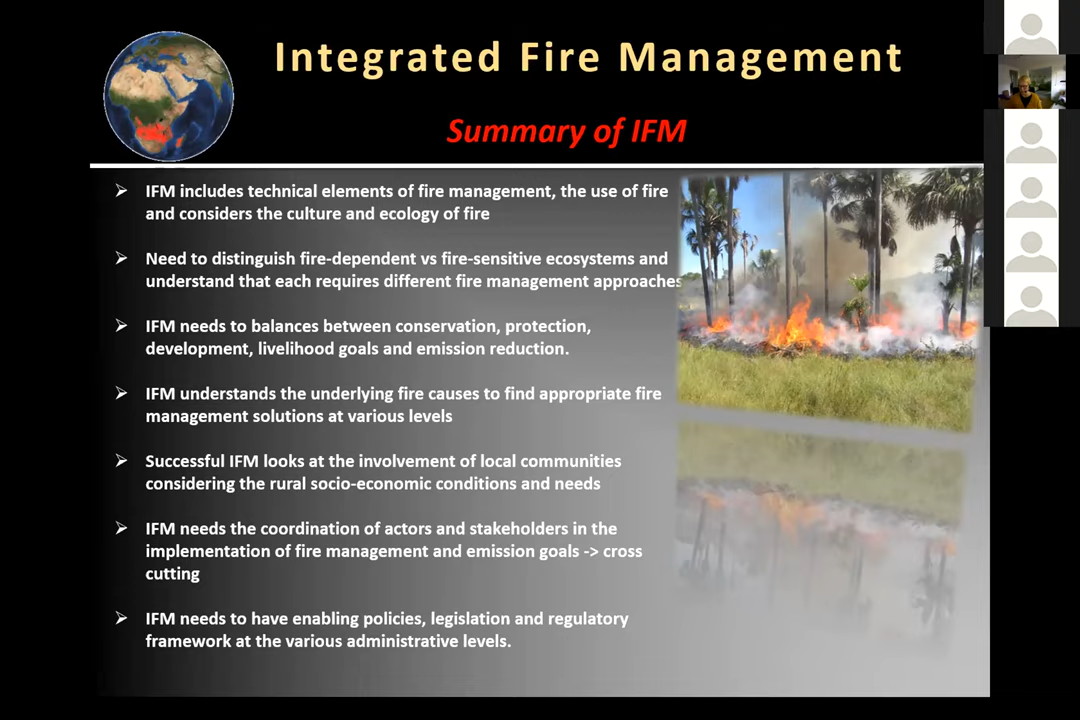 Integrated Fire Management
Summary of IFM
IFM includes technical elements of fire management, the use of fire
and considers the culture and ecology of fire
Need to distinguish fire-dependent vs fire-sensitive ecosystems and
understand that each requires different fire management approaches
IFM needs to balances between conservation, protection,
development, livelihood goals and emission reduction.
IFM understands the underlying fire causes to find appropriate fire
management solutions at various levels
Successful IFM looks at the involvement of local communities
considering the rural socio-economic conditions and needs
IFM needs the coordination of actors and stakeholders in the
implementation of fire management and emission goals -> cross
cutting
IFM needs to have enabling policies, legislation and regulatory
framework at the various administrative levels.